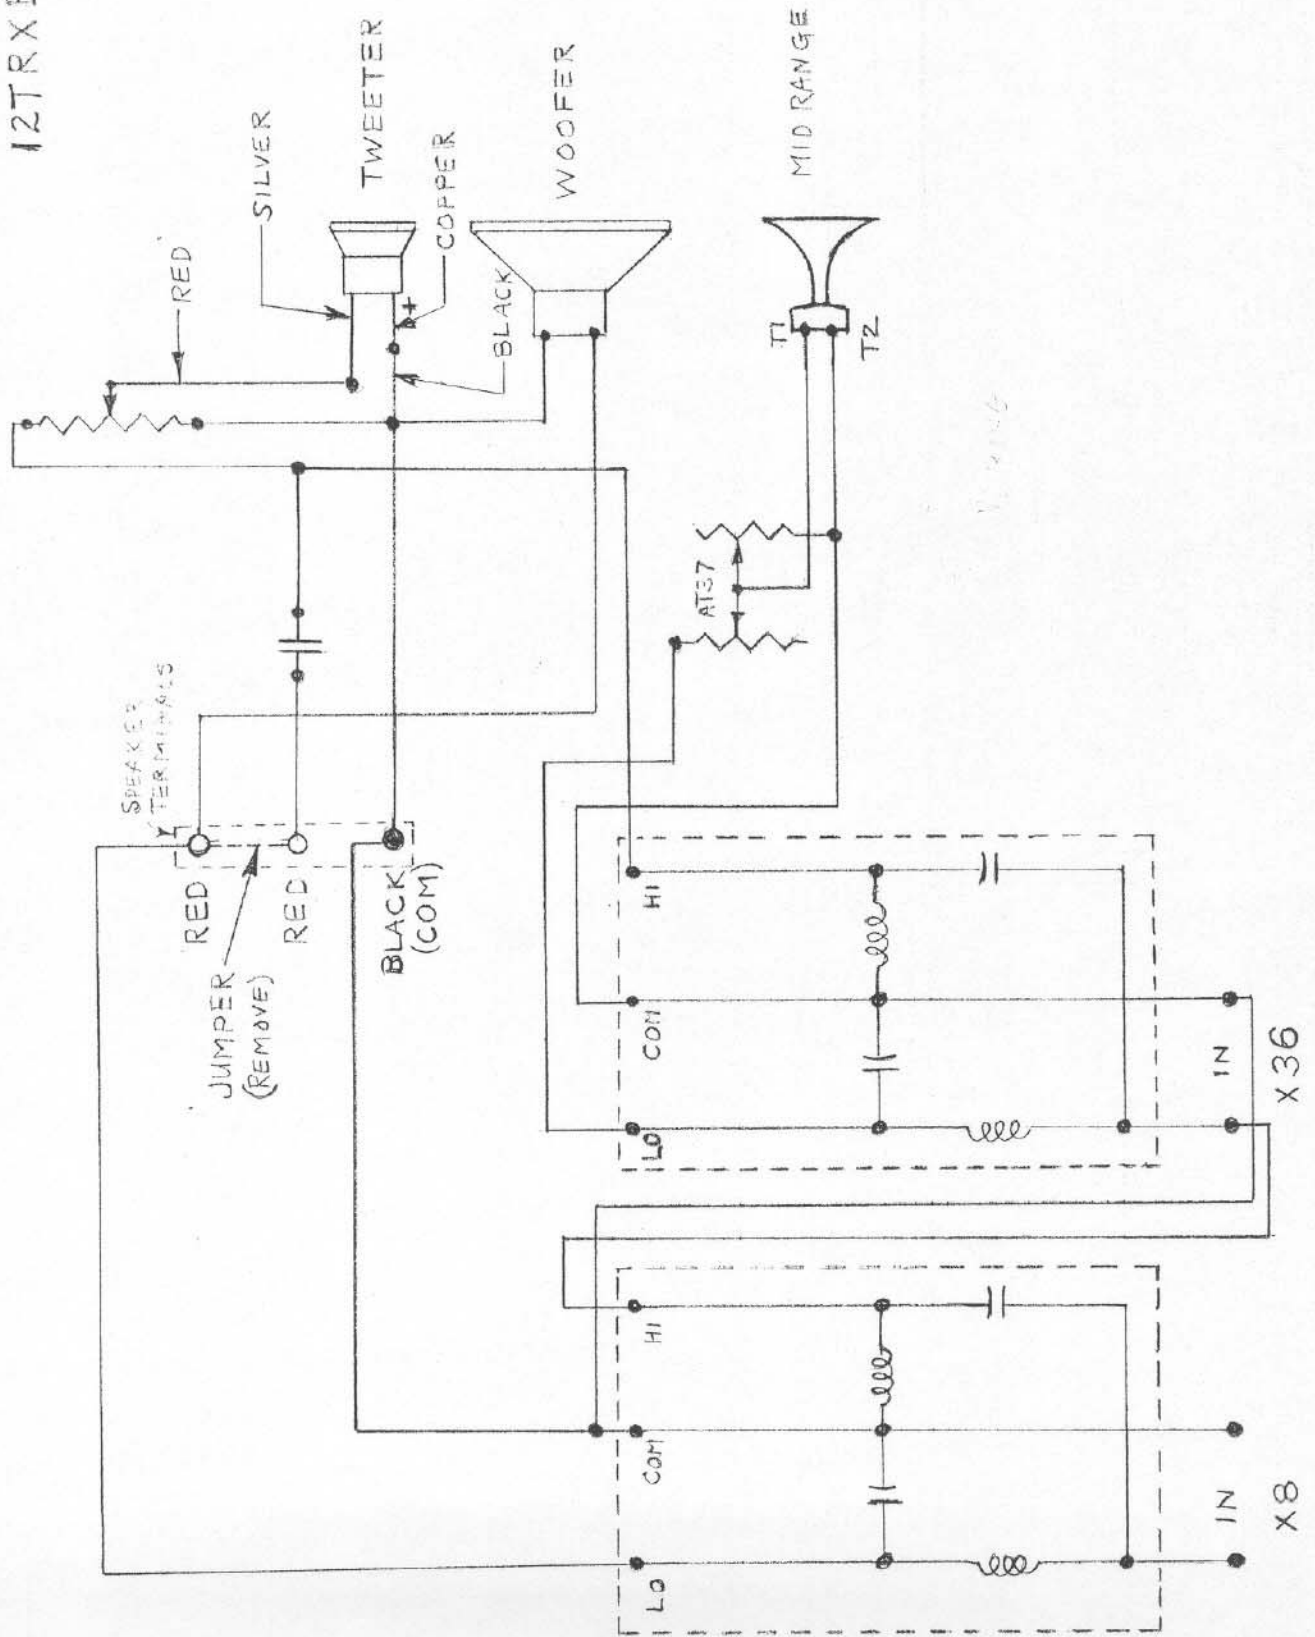 12TRX
SILVER
TWEETER
RED
COPPER
+
BLACK
WOOFER
MID RANGE
T1
T2
AT37
SPEAKER
TERMINALS
RED
RED
BLACK
(COM)
JUMPER
(REMOVE)
HI
COM
LO
IN
X36
HI
COM
LO
IN
X8